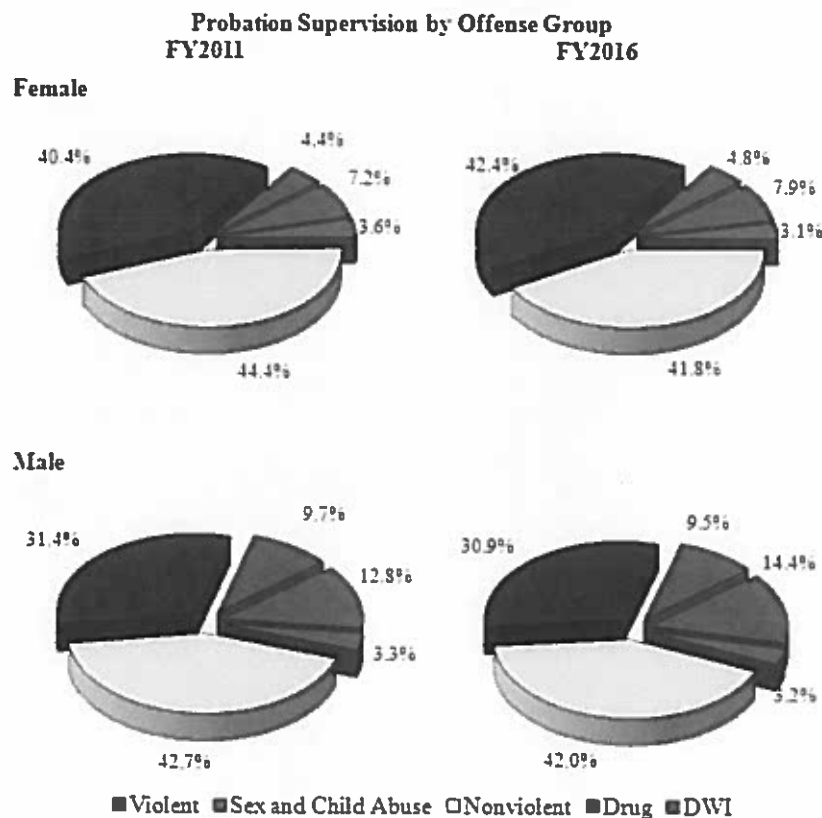 Probation Supervision by Offense Group
FY2011 FY2016
Female
40.4% 4.4% 42.4% 4.8%
7.2% 7.9%
3.6% 3.1%
44.4% 41.8%
Male
31.4% 9.7% 30.9% 9.5%
12.8% 14.4%
3.3% 3.2%
42.7% 42.0%
Violent Sex and Child Abuse Nonviolent Drug DWI